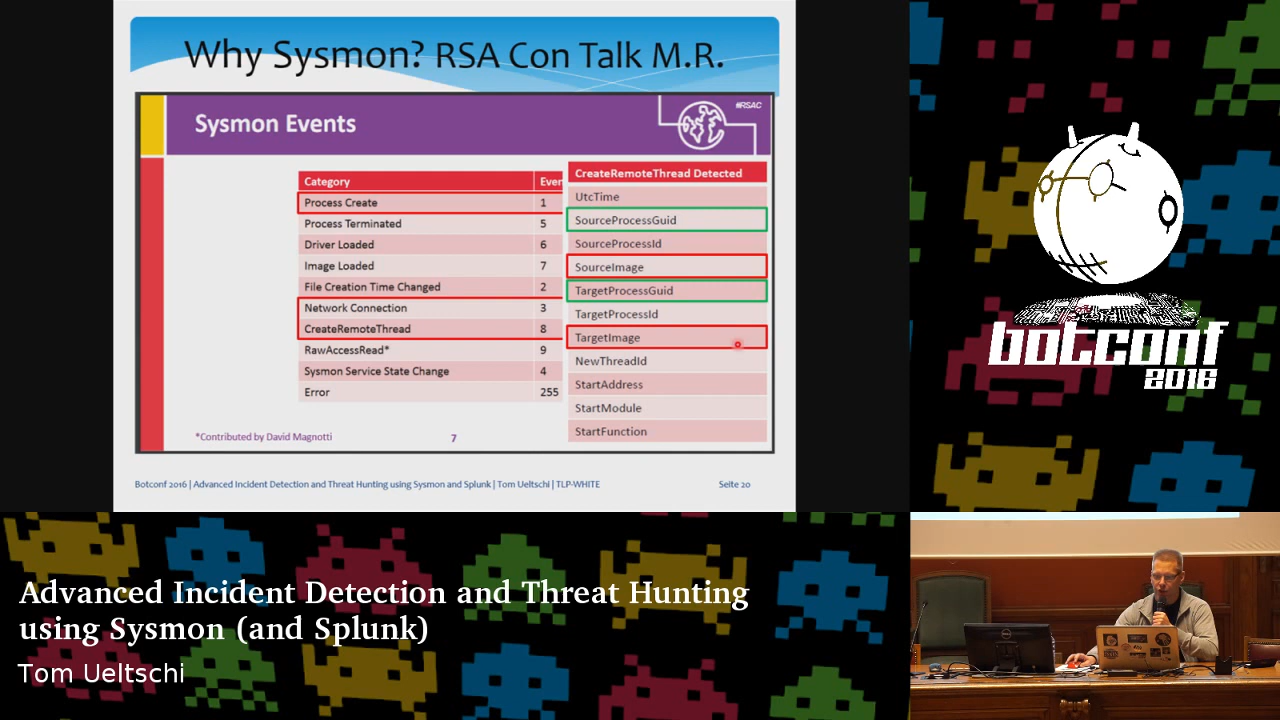 Why Sysmon? RSA Con Talk M.R.
#RSAC
Sysmon Events
Category Even
Process Create 1
Process Terminated 5
Driver Loaded 6
Image Loaded 7
File Creation Time Changed 2
Network Connection 3
CreateRemoteThread 8
RawAccessRead* 9
Sysmon Service State Change 4
Error 255
CreateRemoteThread Detected
UtcTime
SourceProcessGuid
SourceProcessId
SourceImage
TargetProcessGuid
TargetProcessId
TargetImage
NewThreadId
StartAddress
StartModule
StartFunction
*Contributed by David Magnotti 7
Botconf 2016 | Advanced Incident Detection and Threat Hunting using Sysmon and Splunk | Tom Ueltschi | TLP-WHITE Seite 20
botconf
2016
Advanced Incident Detection and Threat Hunting
using Sysmon (and Splunk)
Tom Ueltschi